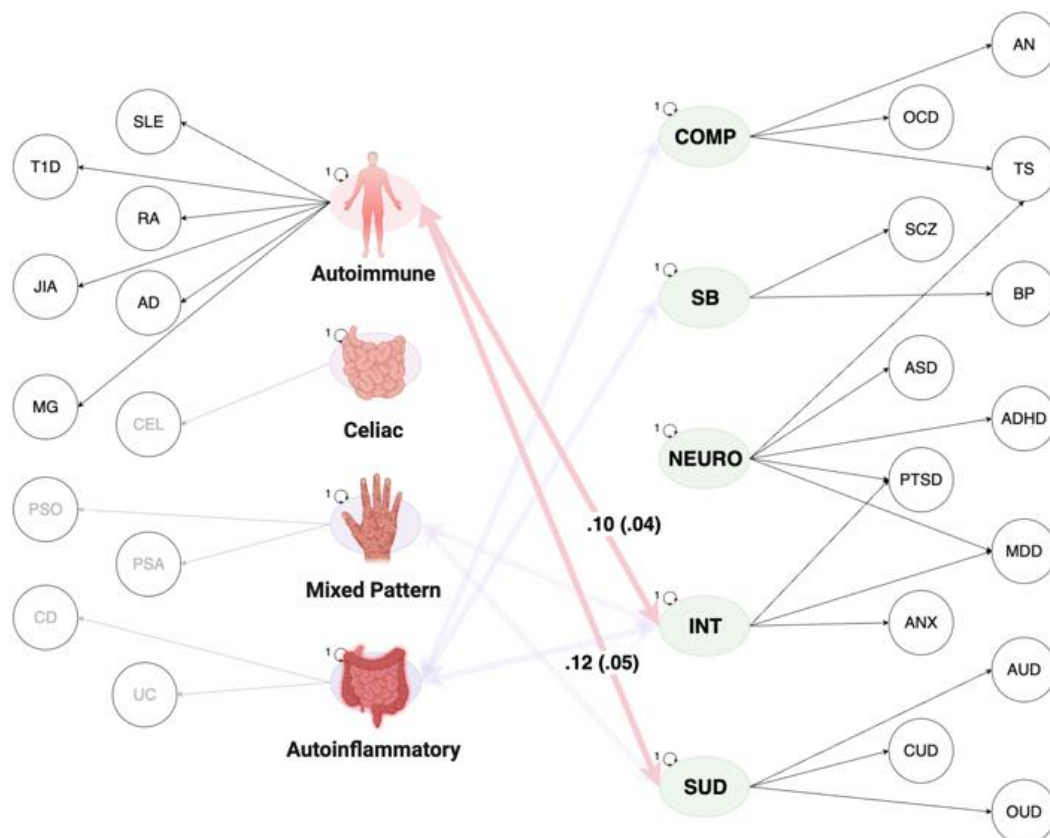 AN
SLE
1
COMP
OCD
T1D
1
TS
RA
SCZ
Autoimmune
1
SB
JIA
AD
BP
1
ASD
MG
CEL
Celiac
1
NEURO
ADHD
PTSD
PSO
1
.10 (.04)
MDD
PSA
Mixed Pattern
CD
1
INT
ANX
1
.12 (.05)
AUD
UC
Autoinflammatory
1
SUD
CUD
OUD